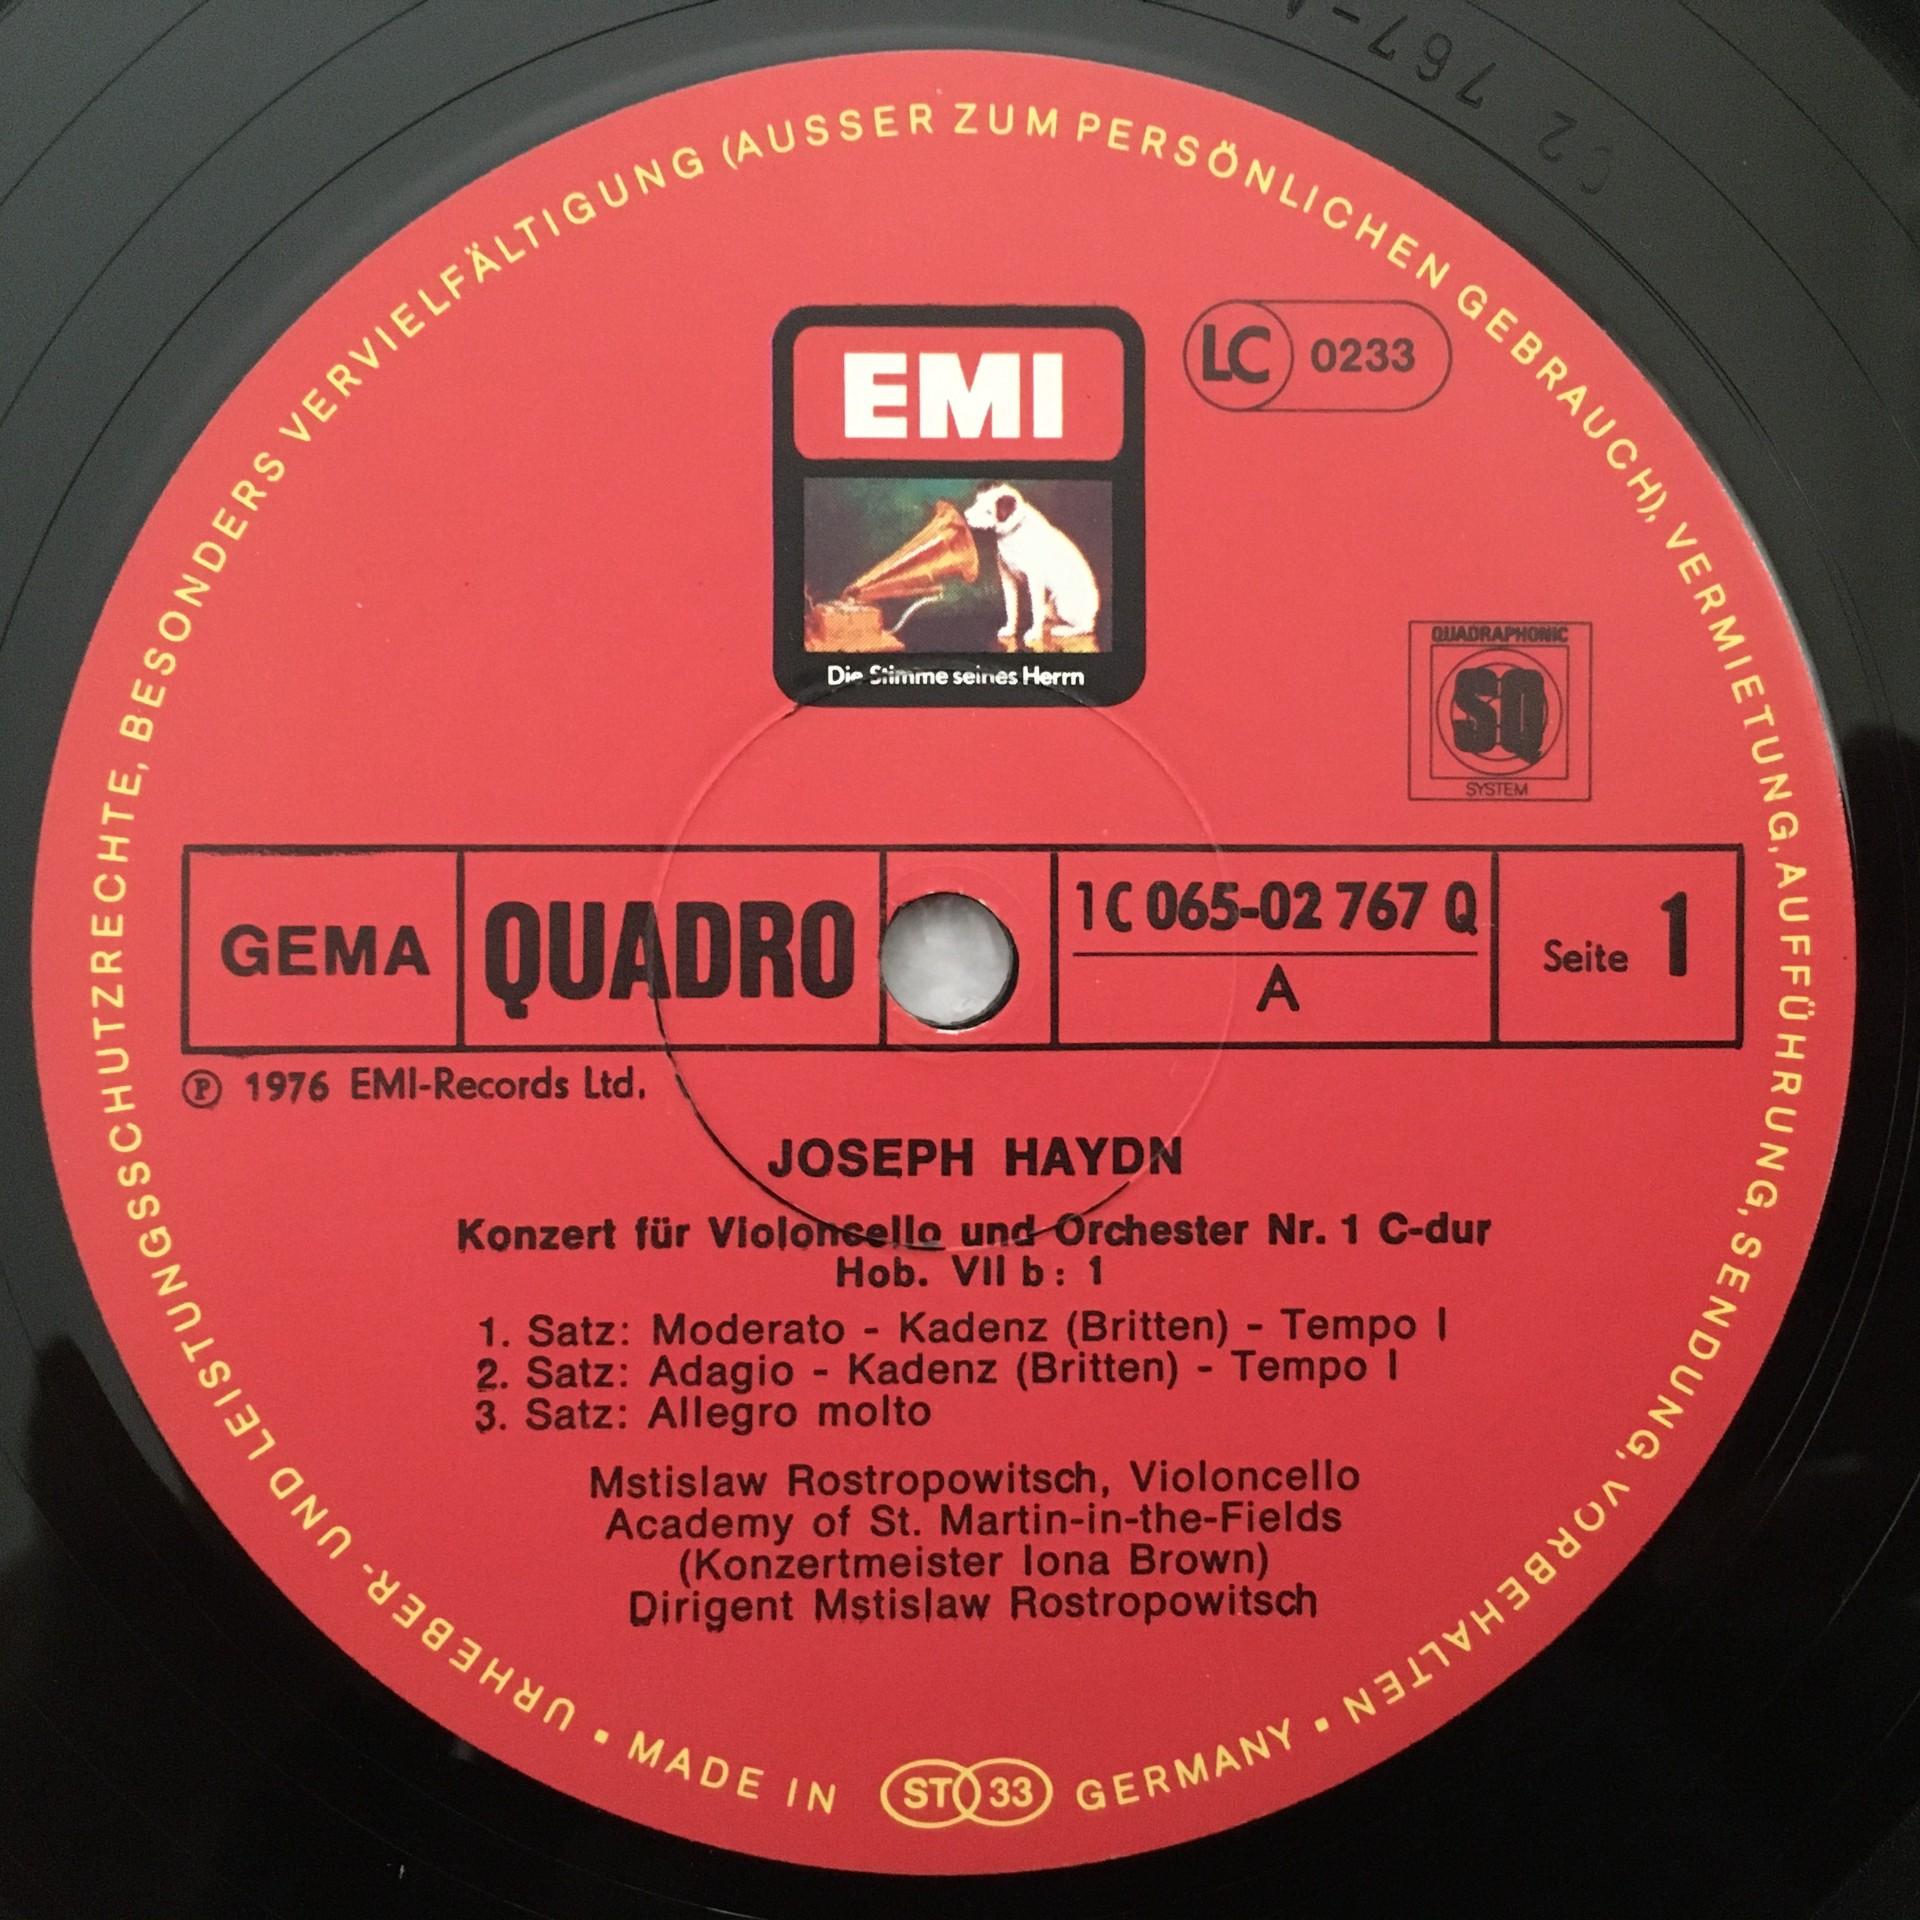 C 2 767-
URHEBER- UND LEISTUNGSSCHUTZRECHTE, BESONDERS VERVIELFÄLTIGUNG (AUSSER ZUM PERSÖNLICHEN GEBRAUCH), VERMIETUNG, AUFFÜHRUNG, SENDUNG, VORBEHALTEN •
EMI
LC 0233
Die Stimme seines Herrn
QUADRAPHONIC
SQ
SYSTEM
GEMA
QUADRO
1C 065-02 767 Q
A
Seite 1
Ⓟ 1976 EMI-Records Ltd.
JOSEPH HAYDN
Konzert für Violoncello und Orchester Nr. 1 C-dur
Hob. VII b : 1
1. Satz: Moderato - Kadenz (Britten) - Tempo I
2. Satz: Adagio - Kadenz (Britten) - Tempo I
3. Satz: Allegro molto
Mstislaw Rostropowitsch, Violoncello
Academy of St. Martin-in-the-Fields
(Konzertmeister Iona Brown)
Dirigent Mstislaw Rostropowitsch
• MADE IN ST 33 GERMANY